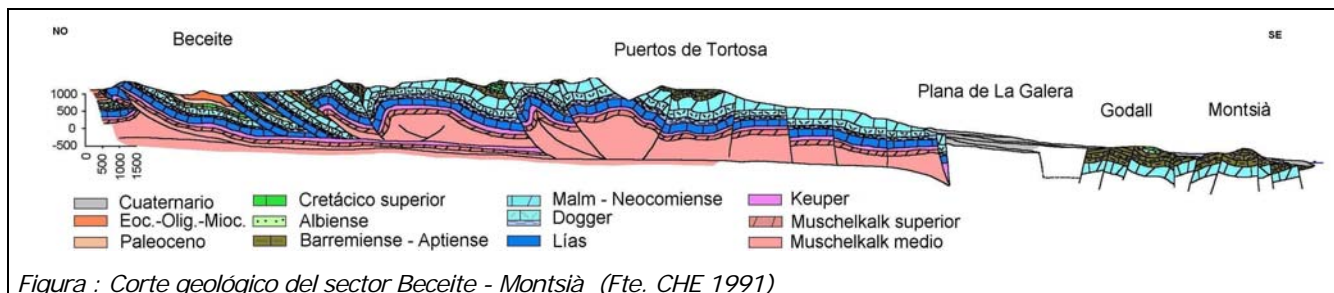 NO
SE
Beceite
Puertos de Tortosa
Plana de La Galera
Godall
Montsià
1000
500
0
-500
0
500
1000
1500
Cuaternario
Eoc.-Olig.-Mioc.
Paleoceno
Cretácico superior
Albiense
Barremiense - Aptiense
Malm - Neocomiense
Dogger
Lías
Keuper
Muschelkalk superior
Muschelkalk medio
Figura : Corte geológico del sector Beceite - Montsià (Fte. CHE 1991)